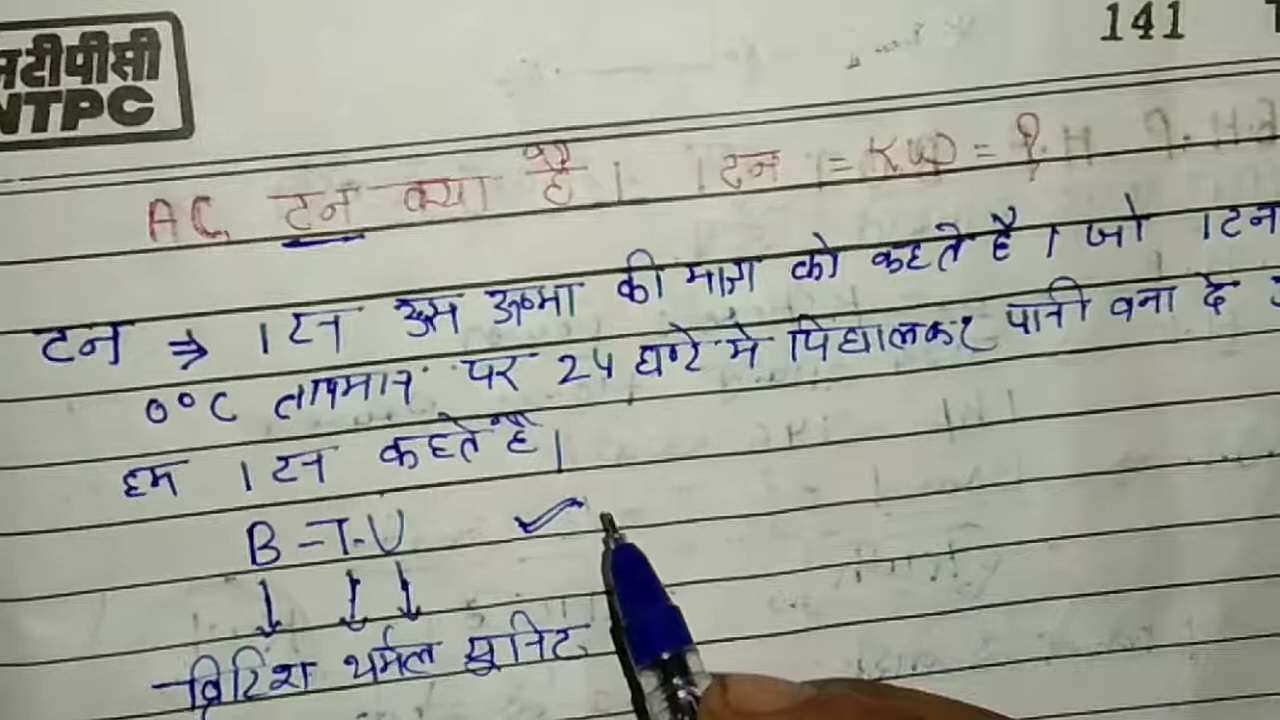 एनटीपीसी
NTPC
141
AC टन क्या है । 1 टन = K.W = ? H
टन ⇒ 1 टन उस ऊष्मा की मात्रा को कहते है । जो 1 टन
0°C तापमान पर 24 घण्टे मे पिघालकर पानी बना दे
हम 1 टन कहते है ।
B-T-U ✓
↓ ↓ ↓
ब्रिटिश थर्मल यूनिट